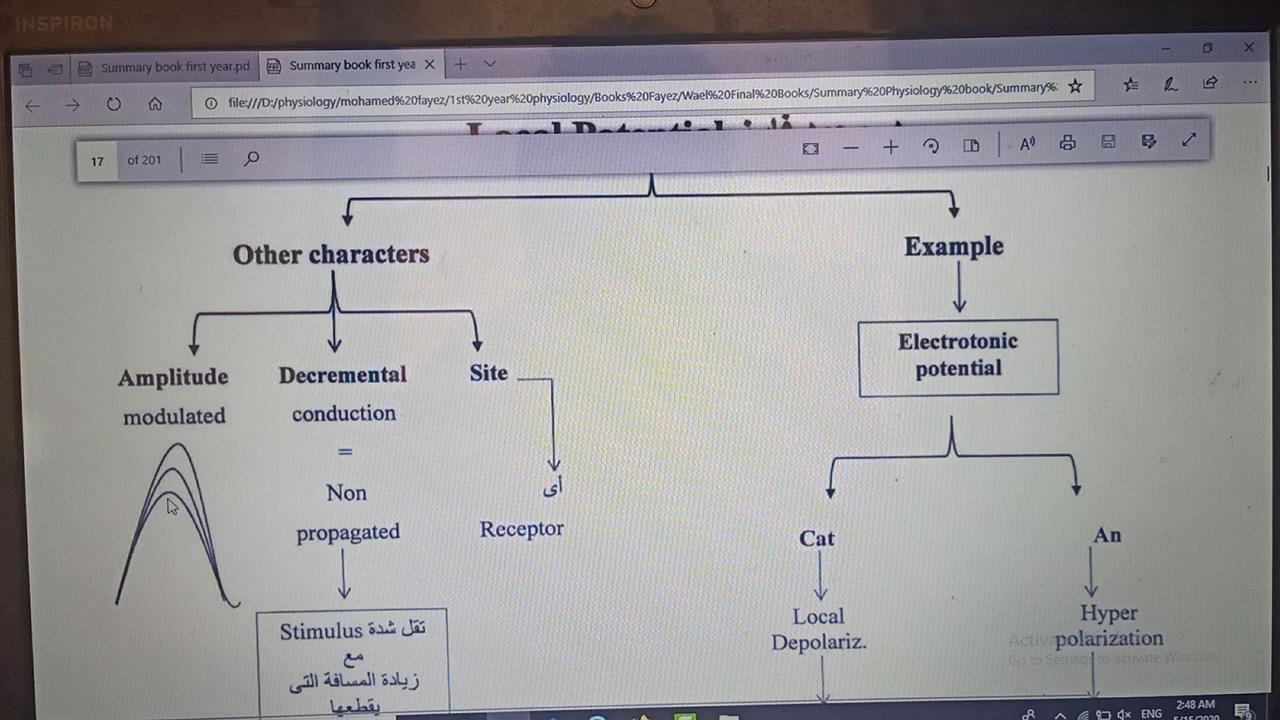 INSPIRON
Summary book first year.pd
Summary book first yea
file:///D:/physiology/mohamed%20fayez/1st%20year%20physiology/Books%20Fayez/Wael%20Final%20Books/Summary%20Physiology%20book/Summary%
Local Potential
17 of 201
Other characters
Example
Amplitude
modulated
Decremental
conduction
=
Non
propagated
تقل شدة Stimulus
مع
زيادة المسافة التى
يقطعها
Site
أى
Receptor
Electrotonic
potential
Cat
Local
Depolariz.
An
Hyper
polarization
Activate Windows
Go to Settings to activate Windows
ENG
2:48 AM